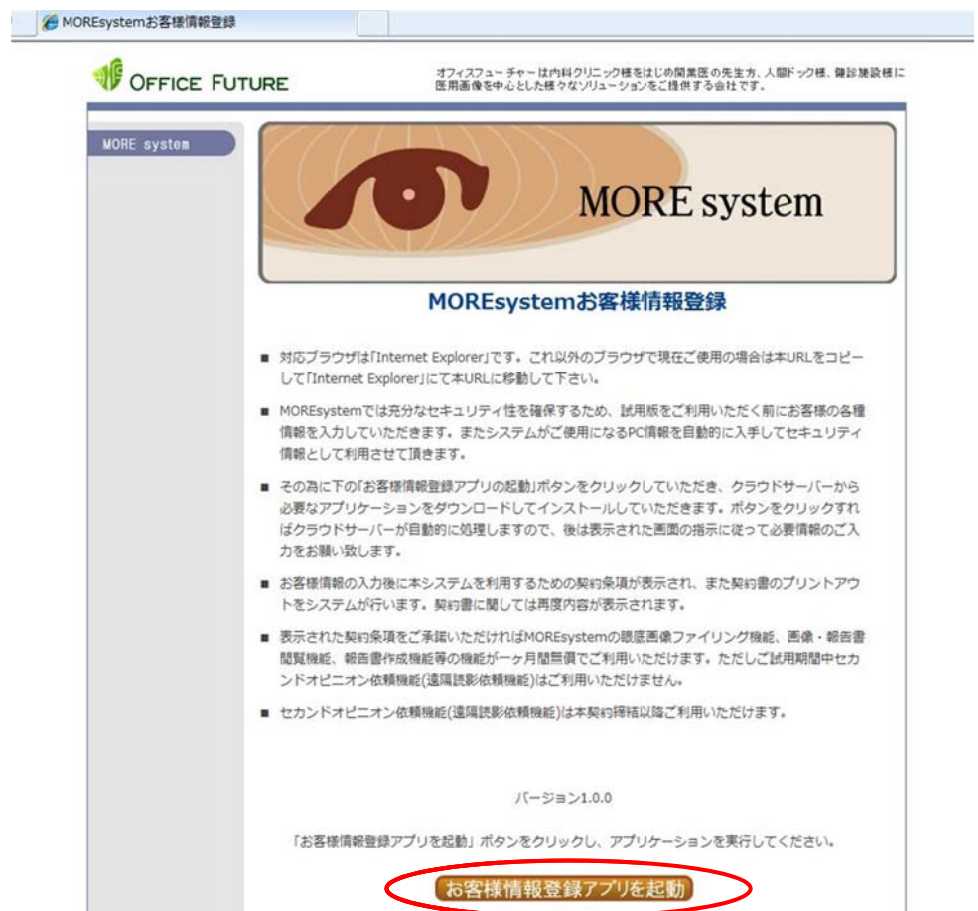 MOREsystemお客様情報登録
OFFICE FUTURE
オフィスフューチャーは内科クリニック様をはじめ開業医の先生方、人間ドック様、健診施設様に
医用画像を中心とした様々なソリューションをご提供する会社です。
MORE system
MORE system
MOREsystemお客様情報登録
■ 対応ブラウザは「Internet Explorer」です。これ以外のブラウザで現在ご使用の場合は本URLをコピー
して「Internet Explorer」にて本URLに移動して下さい。
■ MOREsystemでは充分なセキュリティ性を確保するため、試用版をご利用いただく前にお客様の各種
情報を入力していただきます。またシステムがご使用になるPC情報を自動的に入手してセキュリティ
情報として利用させて頂きます。
■ その為に下の「お客様情報登録アプリの起動」ボタンをクリックしていただき、クラウドサーバーから
必要なアプリケーションをダウンロードしてインストールしていただきます。ボタンをクリックすれ
ばクラウドサーバーが自動的に処理しますので、後は表示された画面の指示に従って必要情報のご入
力をお願い致します。
■ お客様情報の入力後に本システムを利用するための契約条項が表示され、また契約書のプリントアウ
トをシステムが行います。契約書に関しては再度内容が表示されます。
■ 表示された契約条項をご承諾いただければMOREsystemの眼底画像ファイリング機能、画像・報告書
閲覧機能、報告書作成機能等の機能が一ヶ月間無償でご利用いただけます。ただしご試用期間中セカ
ンドオピニオン依頼機能(遠隔読影依頼機能)はご利用いただけません。
■ セカンドオピニオン依頼機能(遠隔読影依頼機能)は本契約締結以降ご利用いただけます。
バージョン1.0.0
「お客様情報登録アプリを起動」ボタンをクリックし、アプリケーションを実行してください。
お客様情報登録アプリを起動